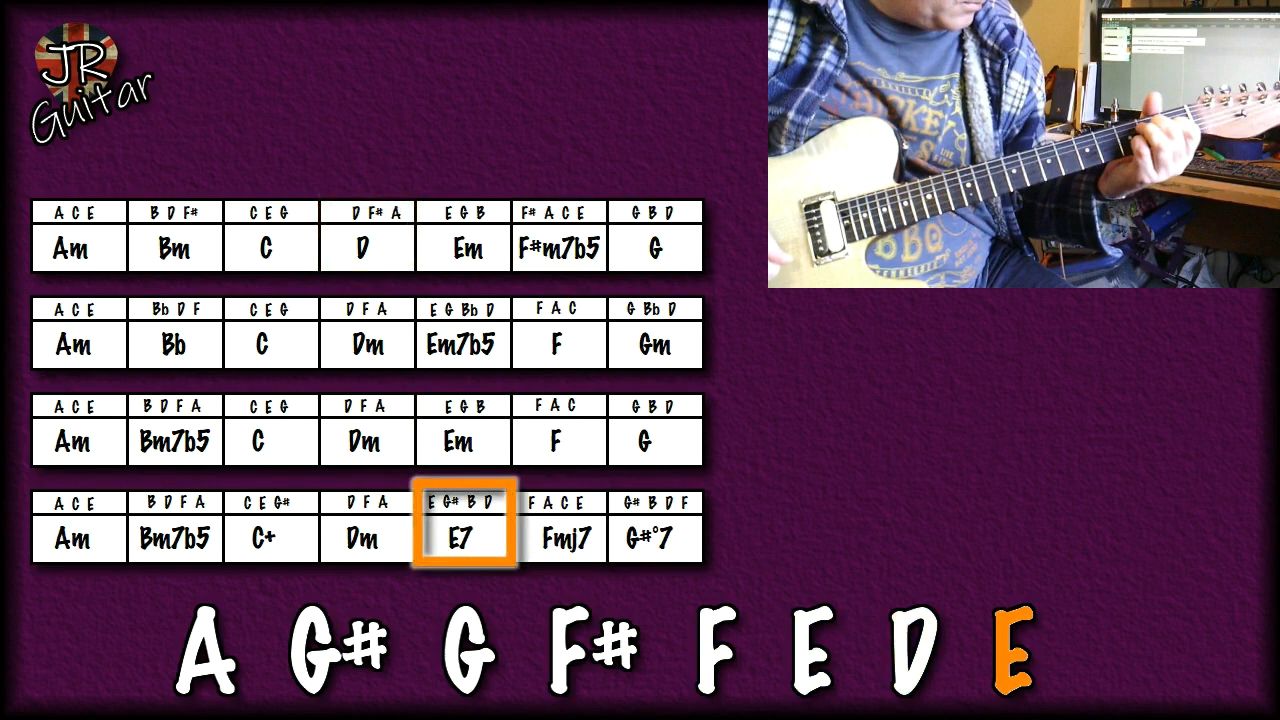 JR
Guitar
A C E B D F# C E G D F# A E G B F# A C E G B D
Am Bm C D Em F#m7b5 G
A C E Bb D F C E G D F A E G Bb D F A C G Bb D
Am Bb C Dm Em7b5 F Gm
A C E B D F A C E G D F A E G B F A C G B D
Am Bm7b5 C Dm Em F G
A C E B D F A C E G# D F A E G# B D F A C E G# B D F
Am Bm7b5 C+ Dm E7 Fmj7 G#°7
A G# G F# F E D E
BBQ